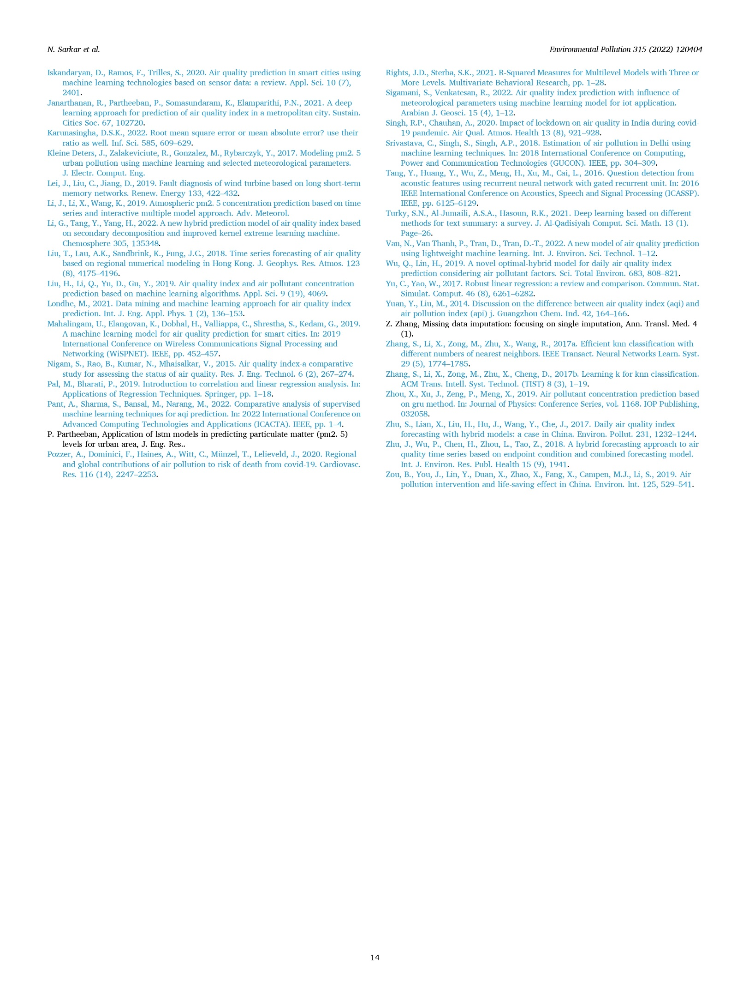 N. Sarkar et al.
Environmental Pollution 315 (2022) 120404
Iskandaryan, D., Ramos, F., Trilles, S., 2020. Air quality prediction in smart cities using
machine learning technologies based on sensor data: a review. Appl. Sci. 10 (7),
2401.
Janarthanan, R., Partheeban, P., Somasundaram, K., Elamparithi, P.N., 2021. A deep
learning approach for prediction of air quality index in a metropolitan city. Sustain.
Cities Soc. 67, 102720.
Karunasingha, D.S.K., 2022. Root mean square error or mean absolute error? use their
ratio as well. Inf. Sci. 585, 609–629.
Kleine Deters, J., Zalakeviciute, R., Gonzalez, M., Rybarczyk, Y., 2017. Modeling pm2. 5
urban pollution using machine learning and selected meteorological parameters.
J. Electr. Comput. Eng.
Lei, J., Liu, C., Jiang, D., 2019. Fault diagnosis of wind turbine based on long short-term
memory networks. Renew. Energy 133, 422–432.
Li, J., Li, X., Wang, K., 2019. Atmospheric pm2. 5 concentration prediction based on time
series and interactive multiple model approach. Adv. Meteorol.
Li, G., Tang, Y., Yang, H., 2022. A new hybrid prediction model of air quality index based
on secondary decomposition and improved kernel extreme learning machine.
Chemosphere 305, 135348.
Liu, T., Lau, A.K., Sandbrink, K., Fung, J.C., 2018. Time series forecasting of air quality
based on regional numerical modeling in Hong Kong. J. Geophys. Res. Atmos. 123
(8), 4175–4196.
Liu, H., Li, Q., Yu, D., Gu, Y., 2019. Air quality index and air pollutant concentration
prediction based on machine learning algorithms. Appl. Sci. 9 (19), 4069.
Londhe, M., 2021. Data mining and machine learning approach for air quality index
prediction. Int. J. Eng. Appl. Phys. 1 (2), 136–153.
Mahalingam, U., Elangovan, K., Dobhal, H., Valliappa, C., Shrestha, S., Kedam, G., 2019.
A machine learning model for air quality prediction for smart cities. In: 2019
International Conference on Wireless Communications Signal Processing and
Networking (WiSPNET). IEEE, pp. 452–457.
Nigam, S., Rao, B., Kumar, N., Mhaisalkar, V., 2015. Air quality index-a comparative
study for assessing the status of air quality. Res. J. Eng. Technol. 6 (2), 267–274.
Pal, M., Bharati, P., 2019. Introduction to correlation and linear regression analysis. In:
Applications of Regression Techniques. Springer, pp. 1–18.
Pant, A., Sharma, S., Bansal, M., Narang, M., 2022. Comparative analysis of supervised
machine learning techniques for aqi prediction. In: 2022 International Conference on
Advanced Computing Technologies and Applications (ICACTA). IEEE, pp. 1–4.
P. Partheeban, Application of lstm models in predicting particulate matter (pm2. 5)
levels for urban area, J. Eng. Res..
Pozzer, A., Dominici, F., Haines, A., Witt, C., Münzel, T., Lelieveld, J., 2020. Regional
and global contributions of air pollution to risk of death from covid-19. Cardiovasc.
Res. 116 (14), 2247–2253.
Rights, J.D., Sterba, S.K., 2021. R-Squared Measures for Multilevel Models with Three or
More Levels. Multivariate Behavioral Research, pp. 1–28.
Sigamani, S., Venkatesan, R., 2022. Air quality index prediction with influence of
meteorological parameters using machine learning model for iot application.
Arabian J. Geosci. 15 (4), 1–12.
Singh, R.P., Chauhan, A., 2020. Impact of lockdown on air quality in India during covid-
19 pandemic. Air Qual. Atmos. Health 13 (8), 921–928.
Srivastava, C., Singh, S., Singh, A.P., 2018. Estimation of air pollution in Delhi using
machine learning techniques. In: 2018 International Conference on Computing,
Power and Communication Technologies (GUCON). IEEE, pp. 304–309.
Tang, Y., Huang, Y., Wu, Z., Meng, H., Xu, M., Cai, L., 2016. Question detection from
acoustic features using recurrent neural network with gated recurrent unit. In: 2016
IEEE International Conference on Acoustics, Speech and Signal Processing (ICASSP).
IEEE, pp. 6125–6129.
Turky, S.N., Al-Jumaili, A.S.A., Hasoun, R.K., 2021. Deep learning based on different
methods for text summary: a survey. J. Al-Qadisiyah Comput. Sci. Math. 13 (1).
Page–26.
Van, N., Van Thanh, P., Tran, D., Tran, D.-T., 2022. A new model of air quality prediction
using lightweight machine learning. Int. J. Environ. Sci. Technol. 1–12.
Wu, Q., Lin, H., 2019. A novel optimal-hybrid model for daily air quality index
prediction considering air pollutant factors. Sci. Total Environ. 683, 808–821.
Yu, C., Yao, W., 2017. Robust linear regression: a review and comparison. Commun. Stat.
Simulat. Comput. 46 (8), 6261–6282.
Yuan, Y., Liu, M., 2014. Discussion on the difference between air quality index (aqi) and
air pollution index (api) j. Guangzhou Chem. Ind. 42, 164–166.
Z. Zhang, Missing data imputation: focusing on single imputation, Ann. Transl. Med. 4
(1).
Zhang, S., Li, X., Zong, M., Zhu, X., Wang, R., 2017a. Efficient knn classification with
different numbers of nearest neighbors. IEEE Transact. Neural Networks Learn. Syst.
29 (5), 1774–1785.
Zhang, S., Li, X., Zong, M., Zhu, X., Cheng, D., 2017b. Learning k for knn classification.
ACM Trans. Intell. Syst. Technol. (TIST) 8 (3), 1–19.
Zhou, X., Xu, J., Zeng, P., Meng, X., 2019. Air pollutant concentration prediction based
on gru method. In: Journal of Physics: Conference Series, vol. 1168. IOP Publishing,
032058.
Zhu, S., Lian, X., Liu, H., Hu, J., Wang, Y., Che, J., 2017. Daily air quality index
forecasting with hybrid models: a case in China. Environ. Pollut. 231, 1232–1244.
Zhu, J., Wu, P., Chen, H., Zhou, L., Tao, Z., 2018. A hybrid forecasting approach to air
quality time series based on endpoint condition and combined forecasting model.
Int. J. Environ. Res. Publ. Health 15 (9), 1941.
Zou, B., You, J., Lin, Y., Duan, X., Zhao, X., Fang, X., Campen, M.J., Li, S., 2019. Air
pollution intervention and life-saving effect in China. Environ. Int. 125, 529–541.
14